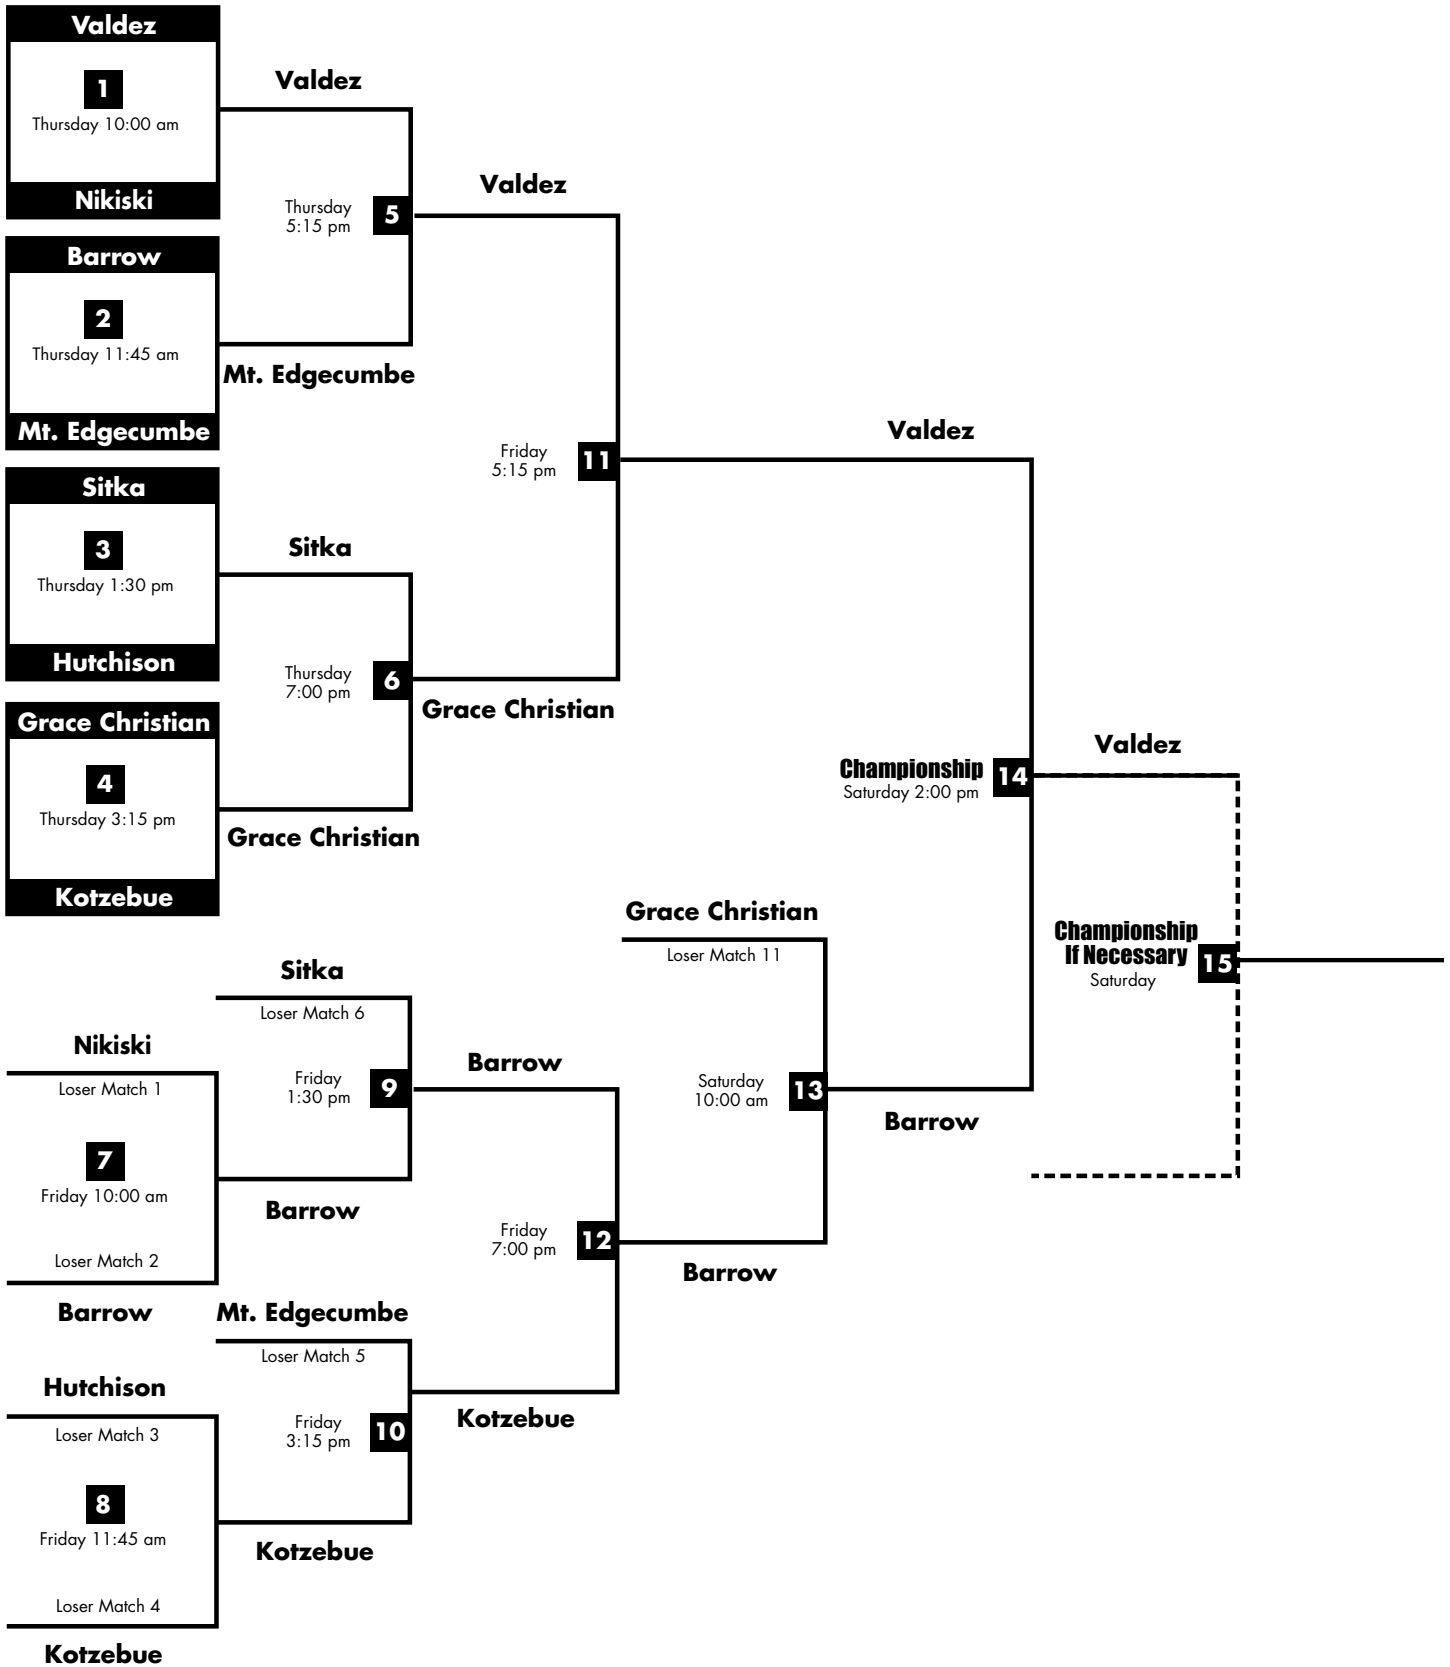 Valdez
1
Thursday 10:00 am
Nikiski
Barrow
2
Thursday 11:45 am
Mt. Edgecumbe
Sitka
3
Thursday 1:30 pm
Hutchison
Grace Christian
4
Thursday 3:15 pm
Kotzebue
Valdez
Thursday
5:15 pm
5
Mt. Edgecumbe
Sitka
Thursday
7:00 pm
6
Grace Christian
Valdez
Friday
5:15 pm
11
Grace Christian
Valdez
Championship
Saturday 2:00 pm
14
Valdez
Championship
If Necessary
Saturday
15
Nikiski
Loser Match 1
7
Friday 10:00 am
Loser Match 2
Barrow
Hutchison
Loser Match 3
8
Friday 11:45 am
Loser Match 4
Kotzebue
Sitka
Loser Match 6
Friday
1:30 pm
9
Barrow
Mt. Edgecumbe
Loser Match 5
Friday
3:15 pm
10
Kotzebue
Barrow
Friday
7:00 pm
12
Kotzebue
Grace Christian
Loser Match 11
Saturday
10:00 am
13
Barrow
Barrow